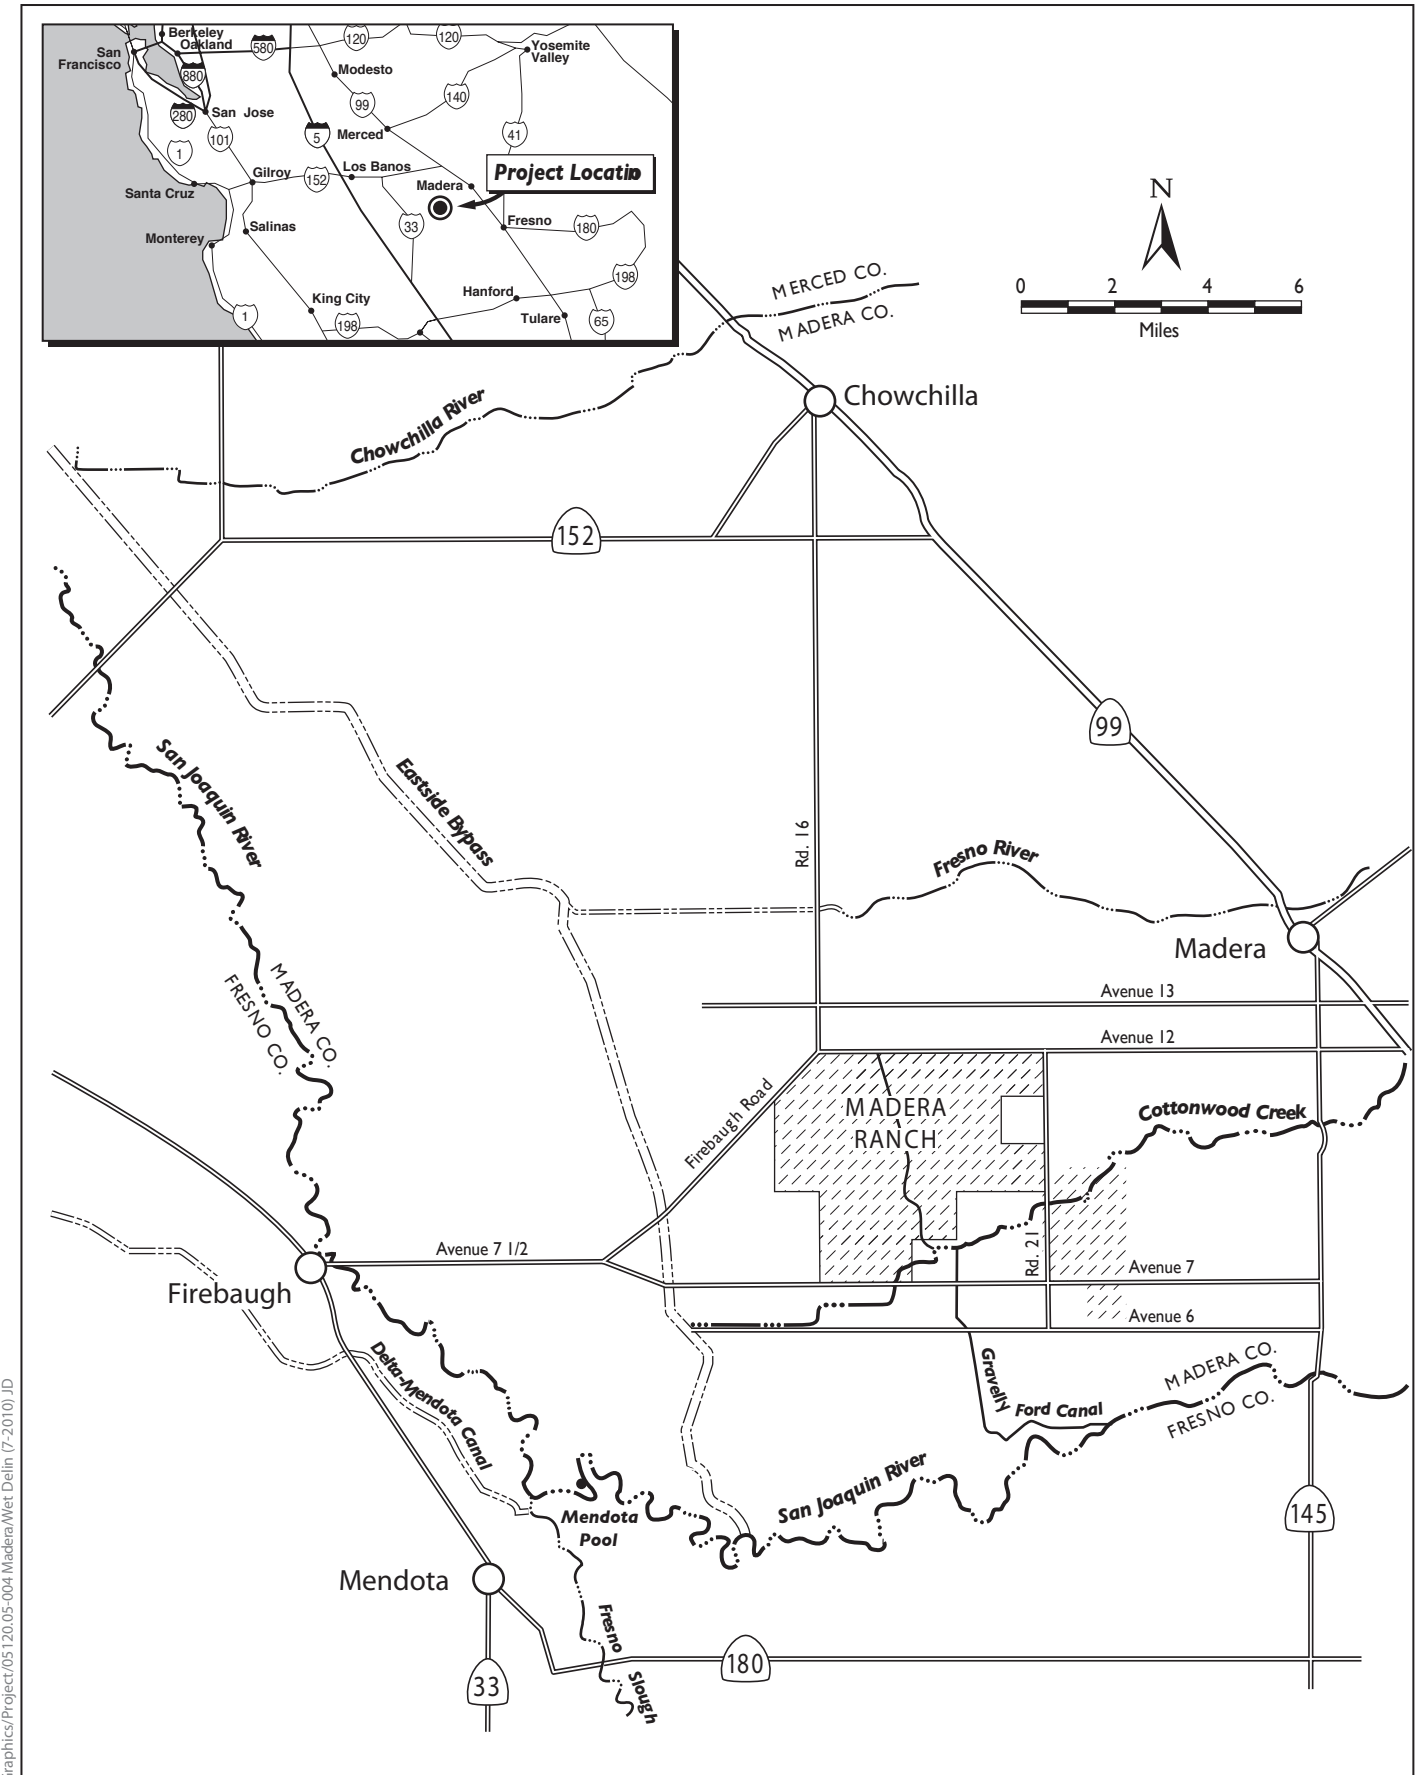 Berkeley
Oakland
San
Francisco
580
120
120
Yosemite
Valley
880
Modesto
99
140
280
San Jose
101
5
Merced
41
1
Gilroy
152
Los Banos
Project Locatin
Santa Cruz
Madera
Salinas
33
Fresno
180
Monterey
198
King City
Hanford
1
198
Tulare
65
N
0 2 4 6
Miles
MERCED CO.
MADERA CO.
Chowchilla
Chowchilla River
152
99
San Joaquin River
Eastside Bypass
Rd. 16
Fresno River
Madera
MADERA CO.
FRESNO CO.
Avenue 13
Avenue 12
Firebaugh Road
MADERA
RANCH
Cottonwood Creek
Avenue 7 1/2
Rd. 21
Avenue 7
Firebaugh
Avenue 6
Delta-Mendota Canal
Gravelly
Ford Canal
MADERA CO.
FRESNO CO.
San Joaquin River
Mendota
Pool
145
Mendota
Fresno
Slough
180
33
raphics/Project/05120.05-004 Madera/Wet Delin (7-2010) JD